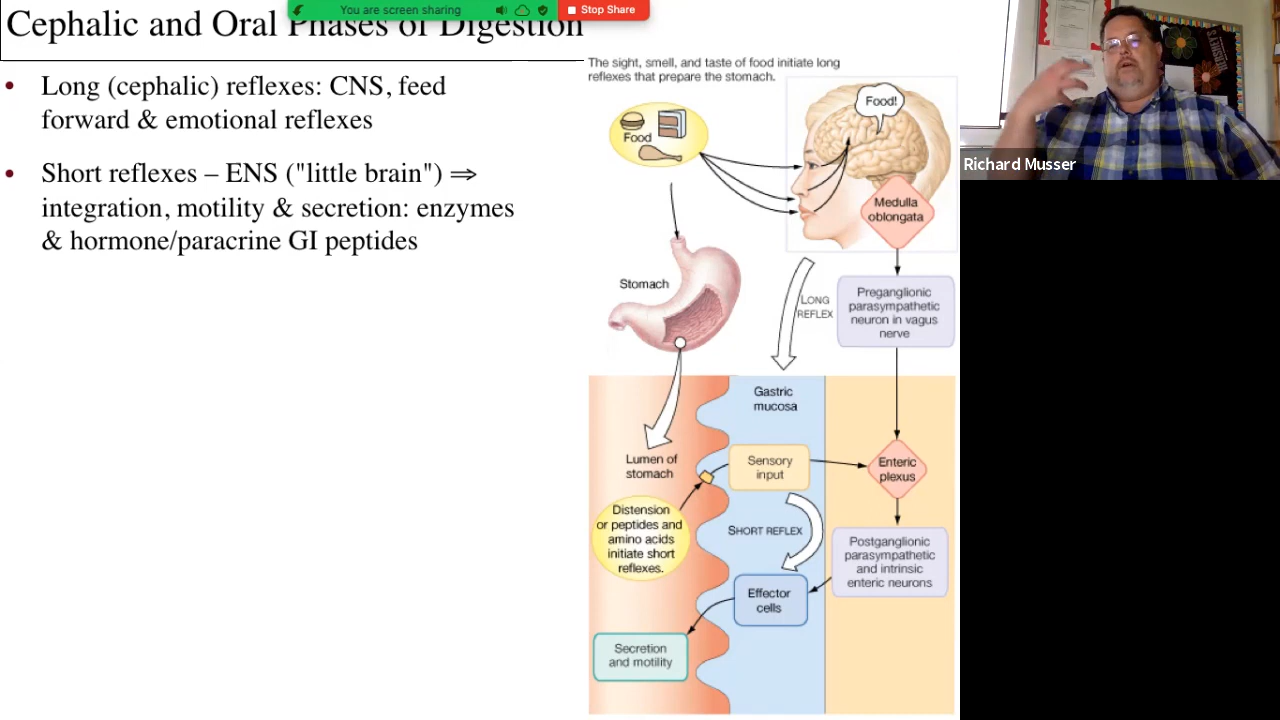 You are screen sharing
Stop Share
Cephalic and Oral Phases of Digestion
• Long (cephalic) reflexes: CNS, feed
forward & emotional reflexes
• Short reflexes – ENS ("little brain") ⇒
integration, motility & secretion: enzymes
& hormone/paracrine GI peptides
The sight, smell, and taste of food initiate long
reflexes that prepare the stomach.
Food
Food!
Medulla
oblongata
Stomach
LONG
REFLEX
Preganglionic
parasympathetic
neuron in vagus
nerve
Gastric
mucosa
Lumen of
stomach
Sensory
input
Enteric
plexus
Distension
or peptides and
amino acids
initiate short
reflexes.
SHORT REFLEX
Postganglionic
parasympathetic
and intrinsic
enteric neurons
Effector
cells
Secretion
and motility
HERSHEY'S
Richard Musser